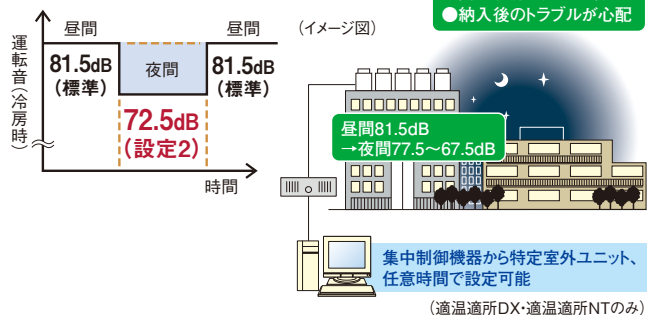 ●納入後のトラブルが心配
昼間
昼間
(イメージ図)
運転音(冷房時)
81.5dB
(標準)
夜間
81.5dB
(標準)
72.5dB
(設定2)
時間
昼間81.5dB
→夜間77.5~67.5dB
集中制御機器から特定室外ユニット、
任意時間で設定可能
(適温適所DX・適温適所NTのみ)